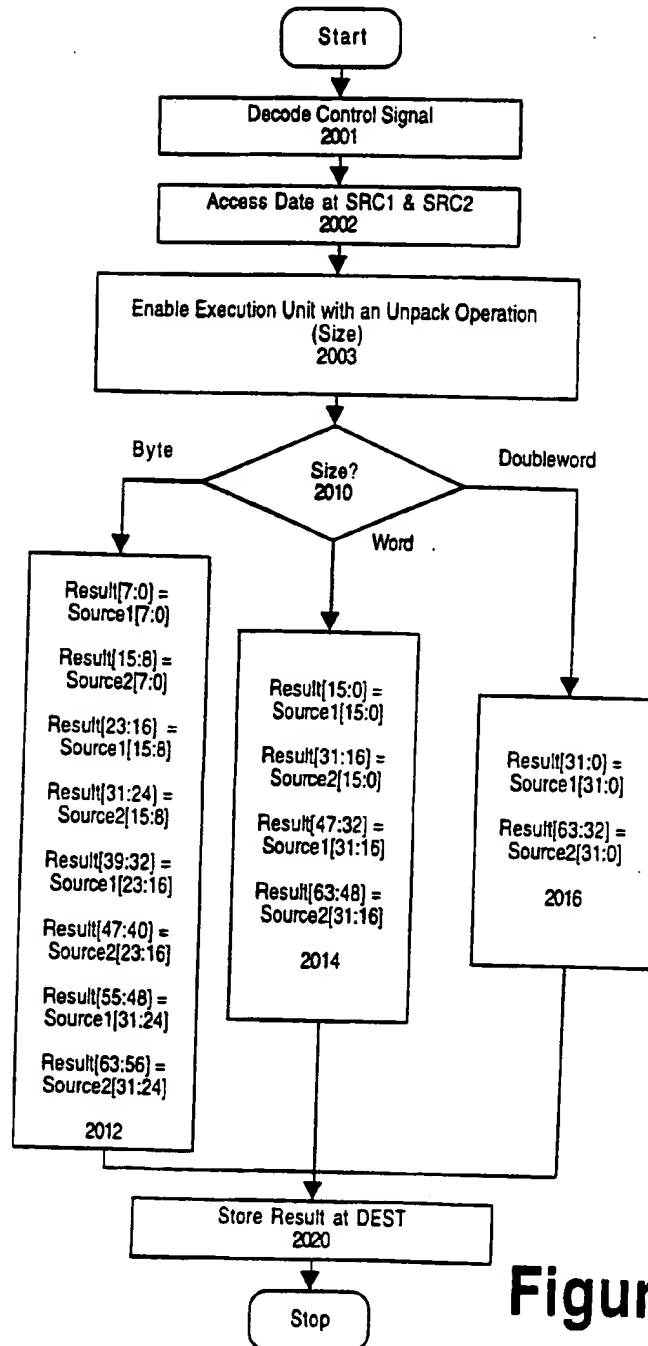 Start
Decode Control Signal
2001
Access Date at SRC1 & SRC2
2002
Enable Execution Unit with an Unpack Operation
(Size)
2003
Byte
Size?
2010
Doubleword
Word
Result[7:0] =
Source1[7:0]
Result[15:8] =
Source2[7:0]
Result[23:16] =
Source1[15:8]
Result[31:24] =
Source2[15:8]
Result[39:32] =
Source1[23:16]
Result[47:40] =
Source2[23:16]
Result[55:48] =
Source1[31:24]
Result[63:56] =
Source2[31:24]
2012
Result[15:0] =
Source1[15:0]
Result[31:16] =
Source2[15:0]
Result[47:32] =
Source1[31:16]
Result[63:48] =
Source2[31:16]
2014
Result[31:0] =
Source1[31:0]
Result[63:32] =
Source2[31:0]
2016
Store Result at DEST
2020
Stop
Figur